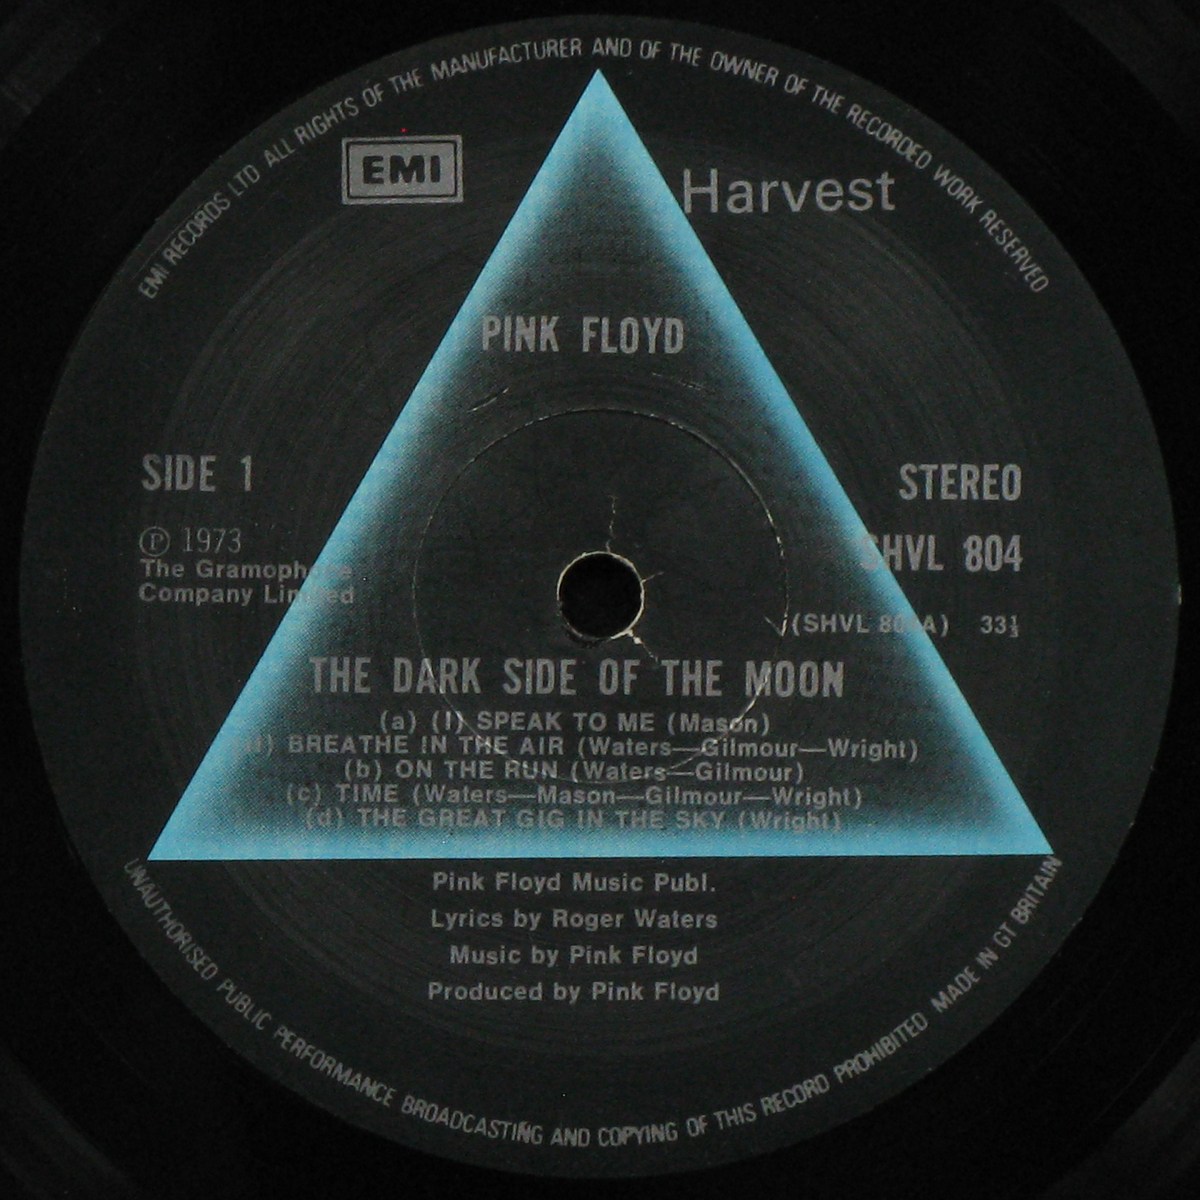 EMI RECORDS LTD ALL RIGHTS OF THE MANUFACTURER AND OF THE OWNER OF THE RECORDED WORK RESERVED
EMI
Harvest
PINK FLOYD
SIDE 1
STEREO
Ⓟ 1973
SHVL 804
The Gramophone
Company Limited
(SHVL 804A) 33⅓
THE DARK SIDE OF THE MOON
(a) (I) SPEAK TO ME (Mason)
(II) BREATHE IN THE AIR (Waters—Gilmour—Wright)
(b) ON THE RUN (Waters—Gilmour)
(c) TIME (Waters—Mason—Gilmour—Wright)
(d) THE GREAT GIG IN THE SKY (Wright)
Pink Floyd Music Publ.
Lyrics by Roger Waters
Music by Pink Floyd
Produced by Pink Floyd
UNAUTHORISED PUBLIC PERFORMANCE BROADCASTING AND COPYING OF THIS RECORD PROHIBITED MADE IN GT BRITAIN